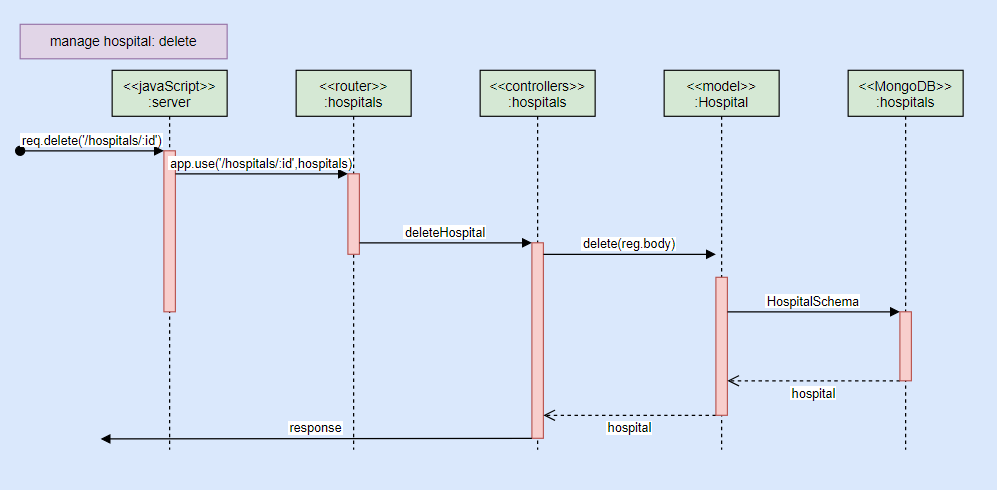 manage hospital: delete
<<javaScript>>
:server
<<router>>
:hospitals
<<controllers>>
:hospitals
<<model>>
:Hospital
<<MongoDB>>
:hospitals
req.delete('/hospitals/:id')
app.use('/hospitals/:id',hospitals)
deleteHospital
delete(reg.body)
HospitalSchema
hospital
hospital
response